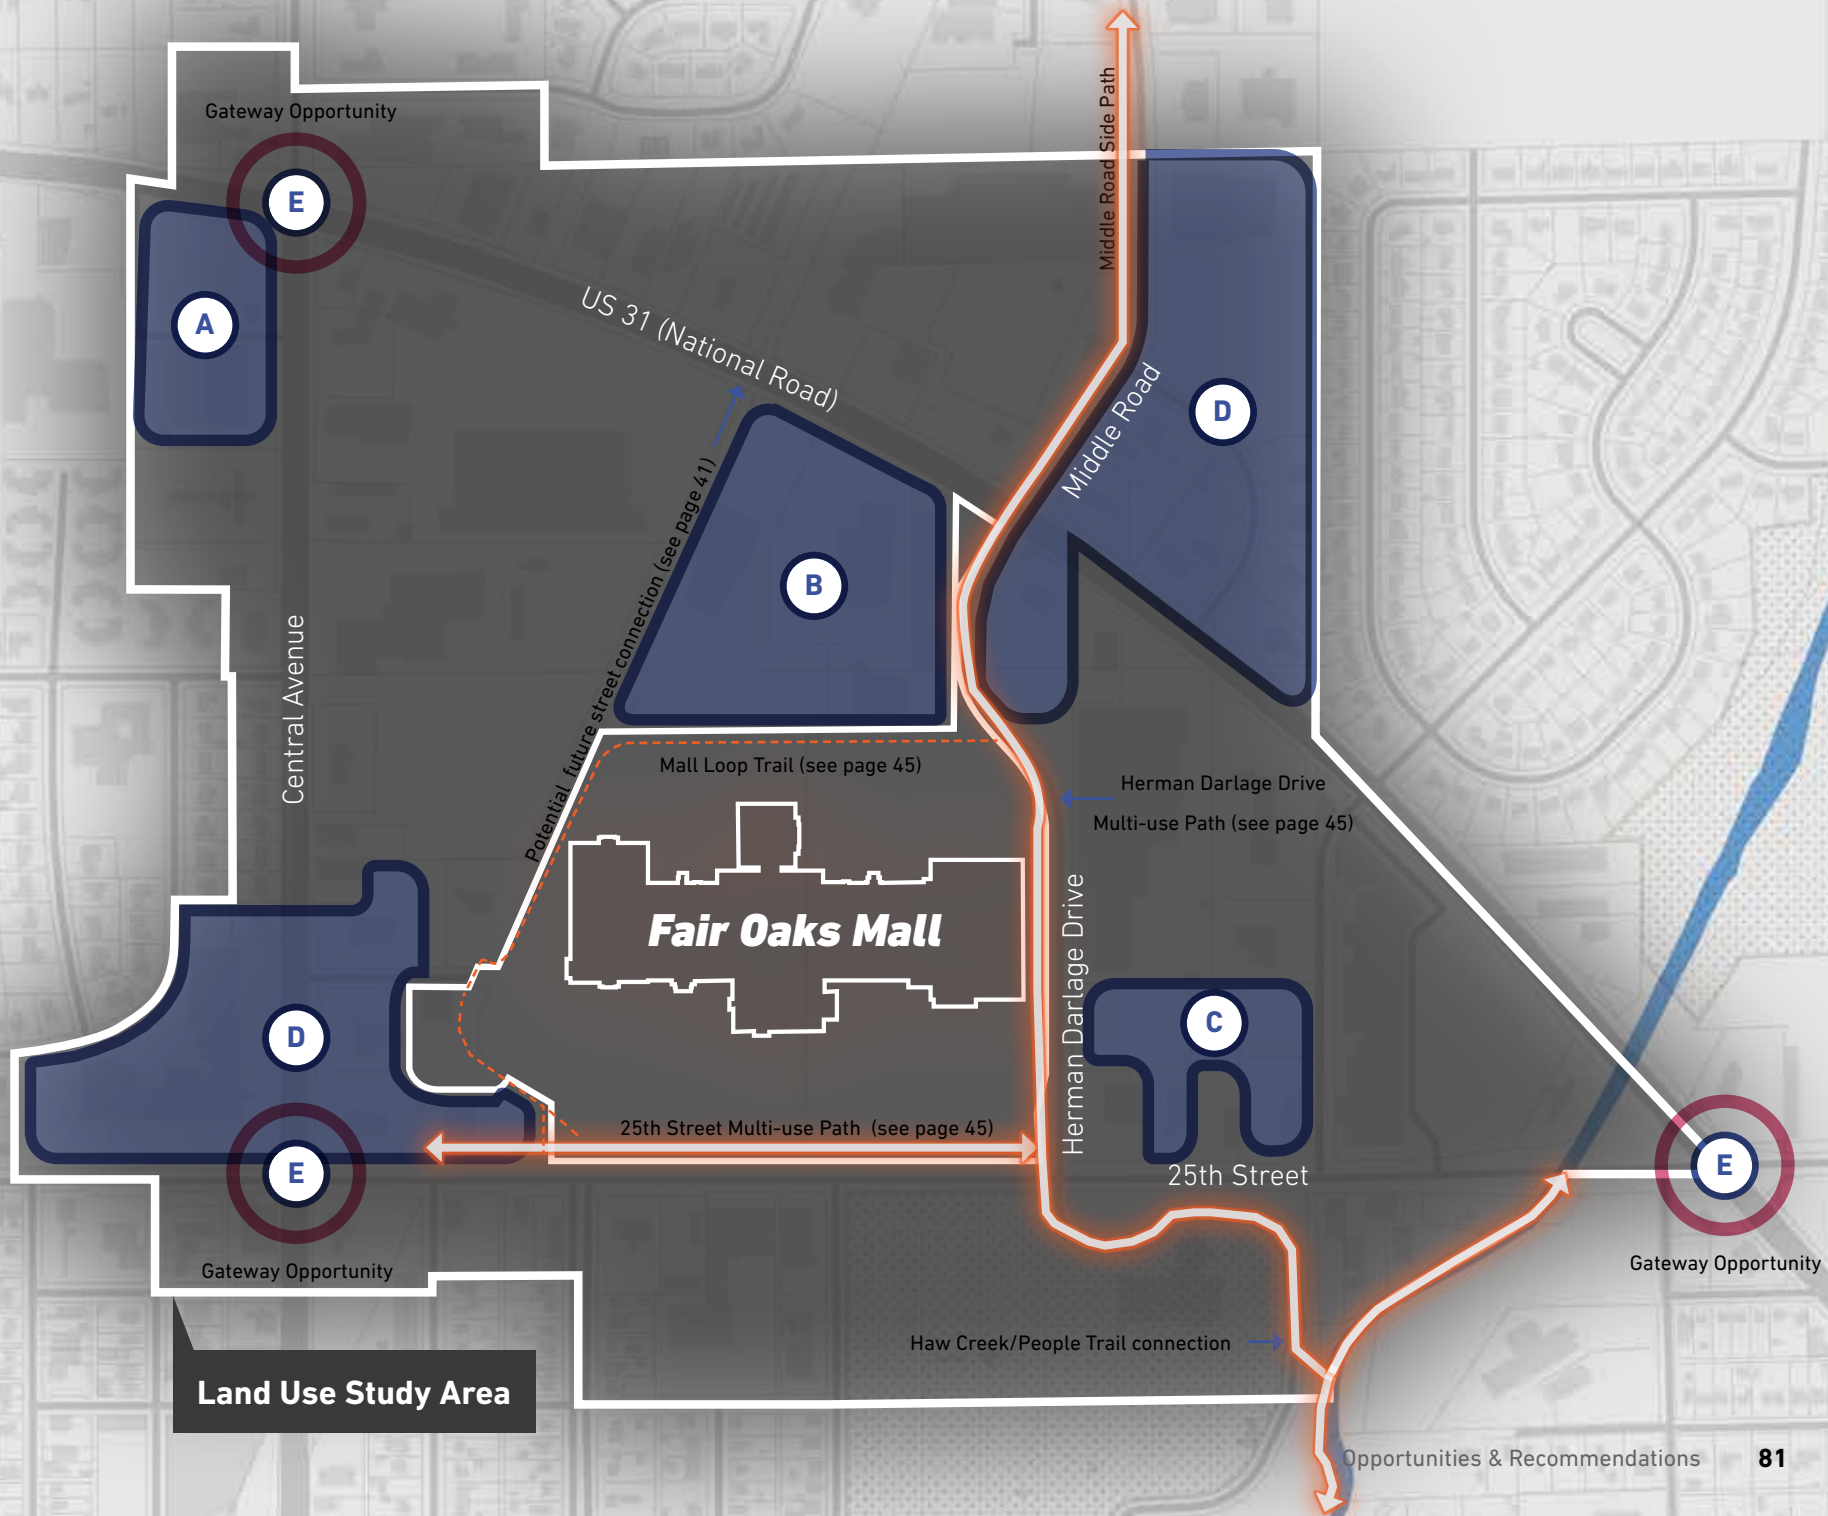 Gateway Opportunity
E
A
US 31 (National Road)
Middle Road Side Path
Middle Road
D
B
Potential future street connection (see page 41)
Central Avenue
Mall Loop Trail (see page 45)
Herman Darlage Drive
Multi-use Path (see page 45)
Fair Oaks Mall
Herman Darlage Drive
C
D
25th Street Multi-use Path (see page 45)
25th Street
E
E
Gateway Opportunity
Gateway Opportunity
Haw Creek/People Trail connection
Land Use Study Area
Opportunities & Recommendations 81